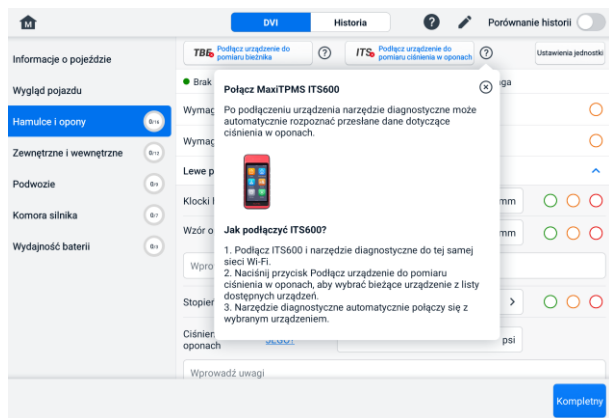 DVI
Historia
Porównanie historii
Informacje o pojeździe
Wygląd pojazdu
Hamulce i opony
Zewnętrzne i wewnętrzne
Podwozie
Komora silnika
Wydajność baterii
TBE Podłącz urządzenie do
pomiaru bieżnika
ITS Podłącz urządzenie do
pomiaru ciśnienia w oponach
Ustawienia jednostki
Brak
Wymag
Wymag
Lewe p
Klocki
mm
Wzór o
mm
Wpro
Stopień
Ciśnien
oponach
psi
Wprowadź uwagi
Połącz MaxiTPMS ITS600
Po podłączeniu urządzenia narzędzie diagnostyczne może
automatycznie rozpoznać przesłane dane dotyczące
ciśnienia w oponach.
Jak podłączyć ITS600?
1. Podłącz ITS600 i narzędzie diagnostyczne do tej samej
sieci Wi-Fi.
2. Naciśnij przycisk Podłącz urządzenie do pomiaru
ciśnienia w oponach, aby wybrać bieżące urządzenie z listy
dostępnych urządzeń.
3. Narzędzie diagnostyczne automatycznie połączy się z
wybranym urządzeniem.
Kompletny